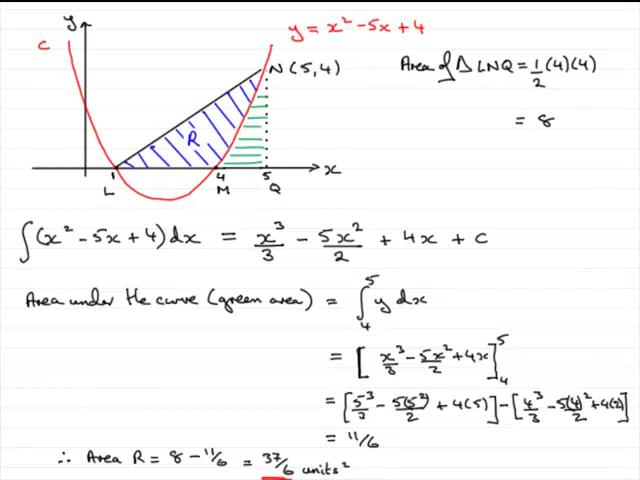 y
C
y = x² - 5x + 4
N (5,4)
R
1 4 5 x
L M Q
Area of Δ LNQ = 1/2 (4)(4)
= 8
∫(x² - 5x + 4)dx = x³/3 - 5x²/2 + 4x + c
Area under the curve (green area) = ∫₄⁵ y dx
= [x³/3 - 5x²/2 + 4x]₄⁵
= [5³/3 - 5(5²)/2 + 4(5)] - [4³/3 - 5(4)²/2 + 4(4)]
= 11/6
∴ Area R = 8 - 11/6 = 37/6 units²